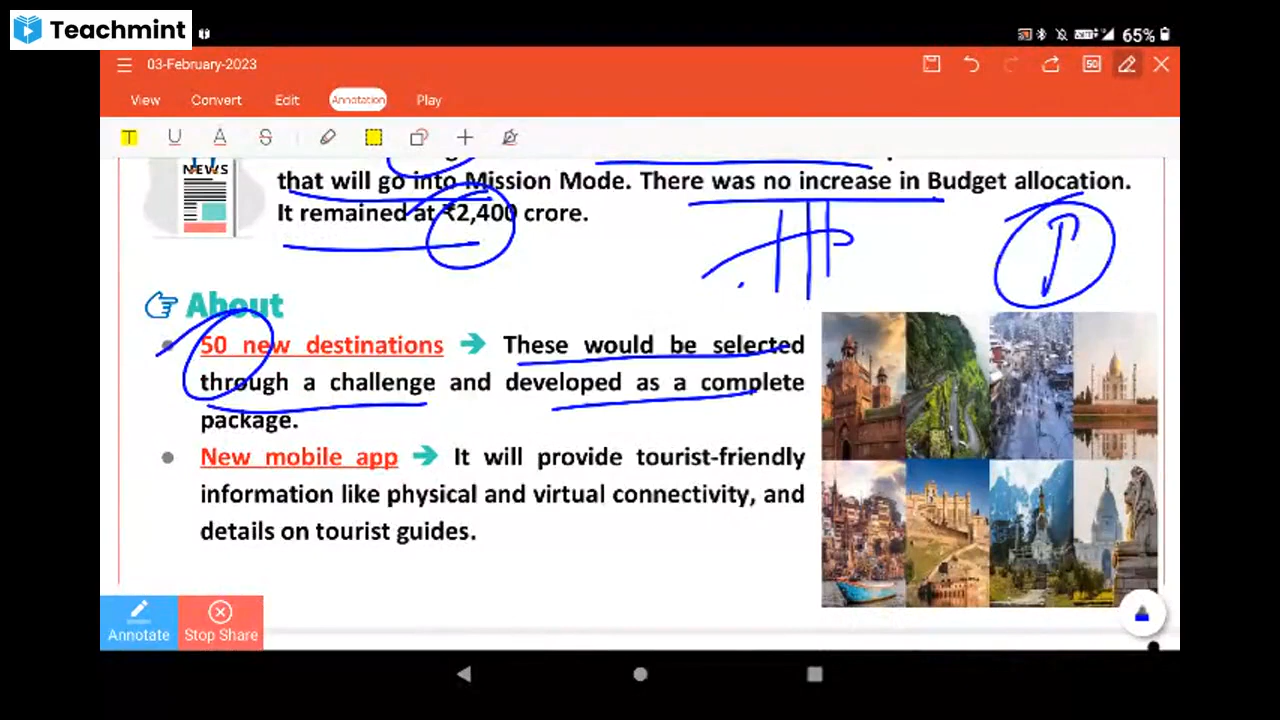 Teachmint
65%
03-February-2023
50
View Convert Edit Annotation Play
T U A S
NEWS
that will go into Mission Mode. There was no increase in Budget allocation.
It remained at ₹2,400 crore.
About
50 new destinations → These would be selected
through a challenge and developed as a complete
package.
New mobile app → It will provide tourist-friendly
information like physical and virtual connectivity, and
details on tourist guides.
Annotate Stop Share